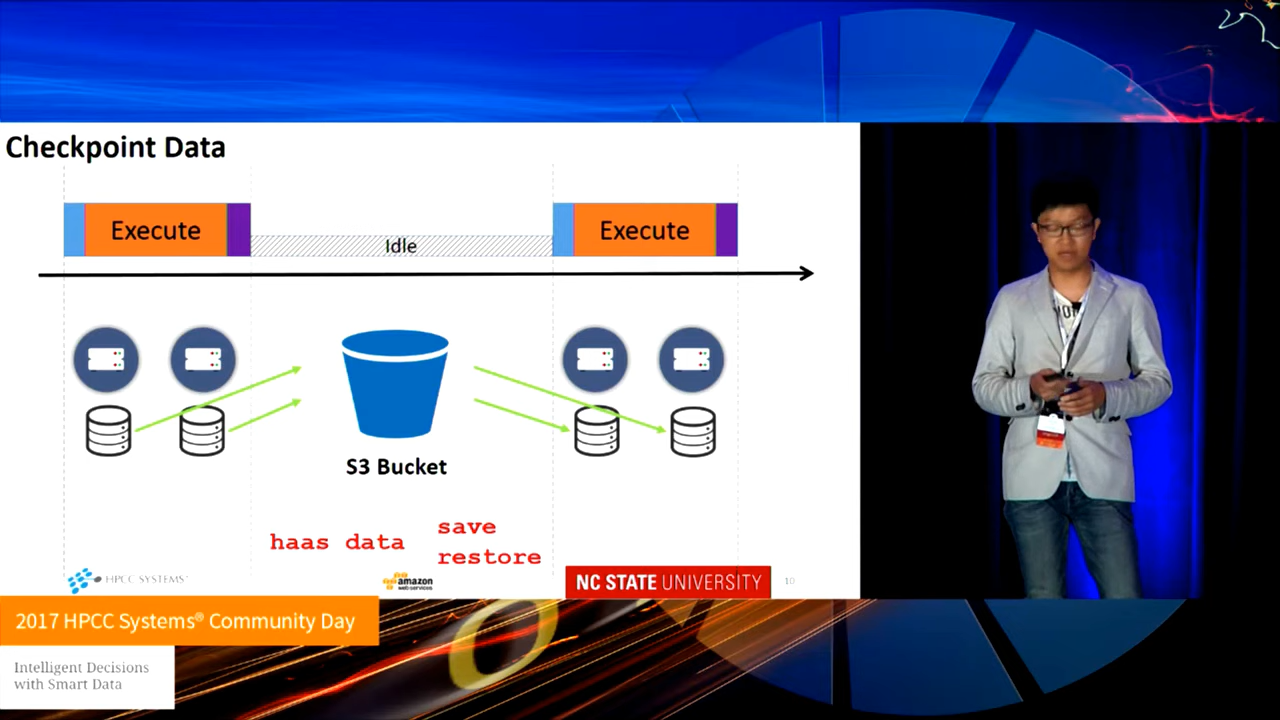 Checkpoint Data
Execute
Execute
Idle
S3 Bucket
haas data
save
restore
HPCC SYSTEMS®
amazon
web services
NC STATE UNIVERSITY
10
2017 HPCC Systems® Community Day
Intelligent Decisions
with Smart Data